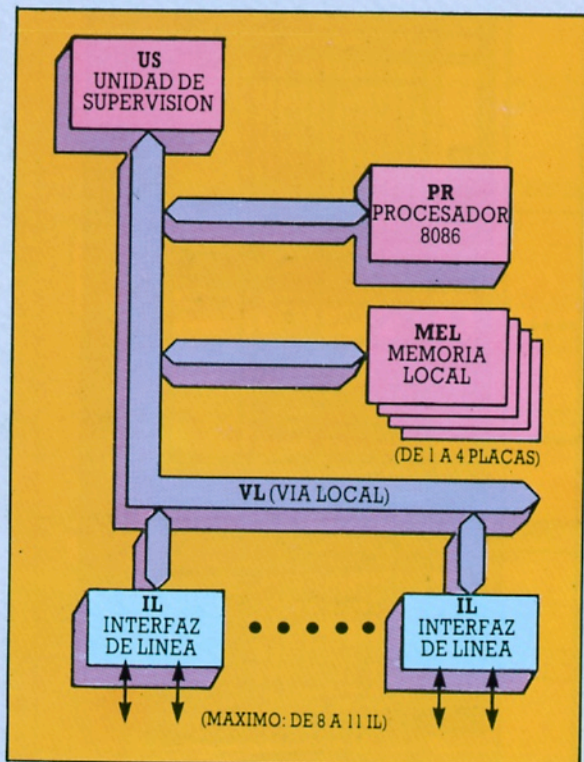 US
UNIDAD DE
SUPERVISION
PR
PROCESADOR
8086
MEL
MEMORIA
LOCAL
(DE 1 A 4 PLACAS)
VL (VIA LOCAL)
IL
INTERFAZ
DE LINEA
IL
INTERFAZ
DE LINEA
(MAXIMO: DE 8 A 11 IL)